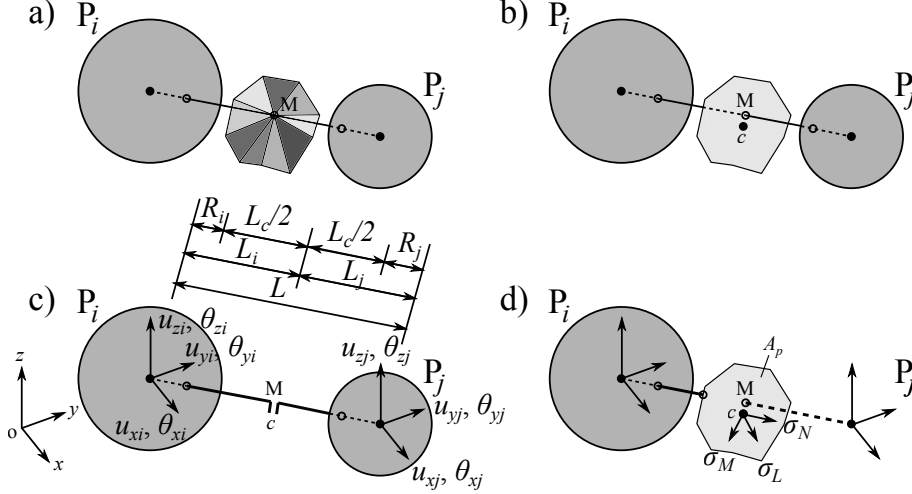 a)
P_i
M
P_j
b)
P_i
M
c
P_j
R_i
L_c/2
L_c/2
R_j
L_i
L_j
L
c)
P_i
u_zi, θ_zi
u_yi, θ_yi
u_xi, θ_xi
z
y
o
x
M
c
u_zj, θ_zj
P_j
u_yj, θ_yj
u_xj, θ_xj
d)
P_i
A_p
M
c
σ_N
σ_M
σ_L
P_j